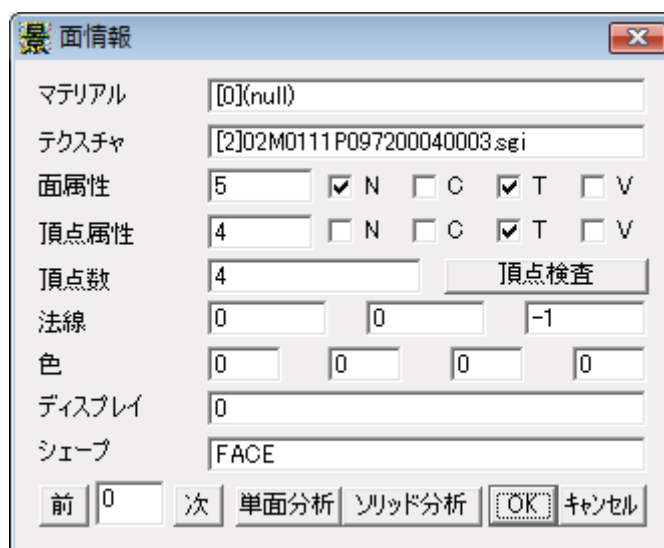 景 面情報
マテリアル [0](null)
テクスチャ [2]02M0111P097200040003.sgi
面属性 5 N C T V
頂点属性 4 N C T V
頂点数 4 頂点検査
法線 0 0 -1
色 0 0 0 0
ディスプレイ 0
シェープ FACE
前 0 次 単面分析 ソリッド分析 OK キャンセル